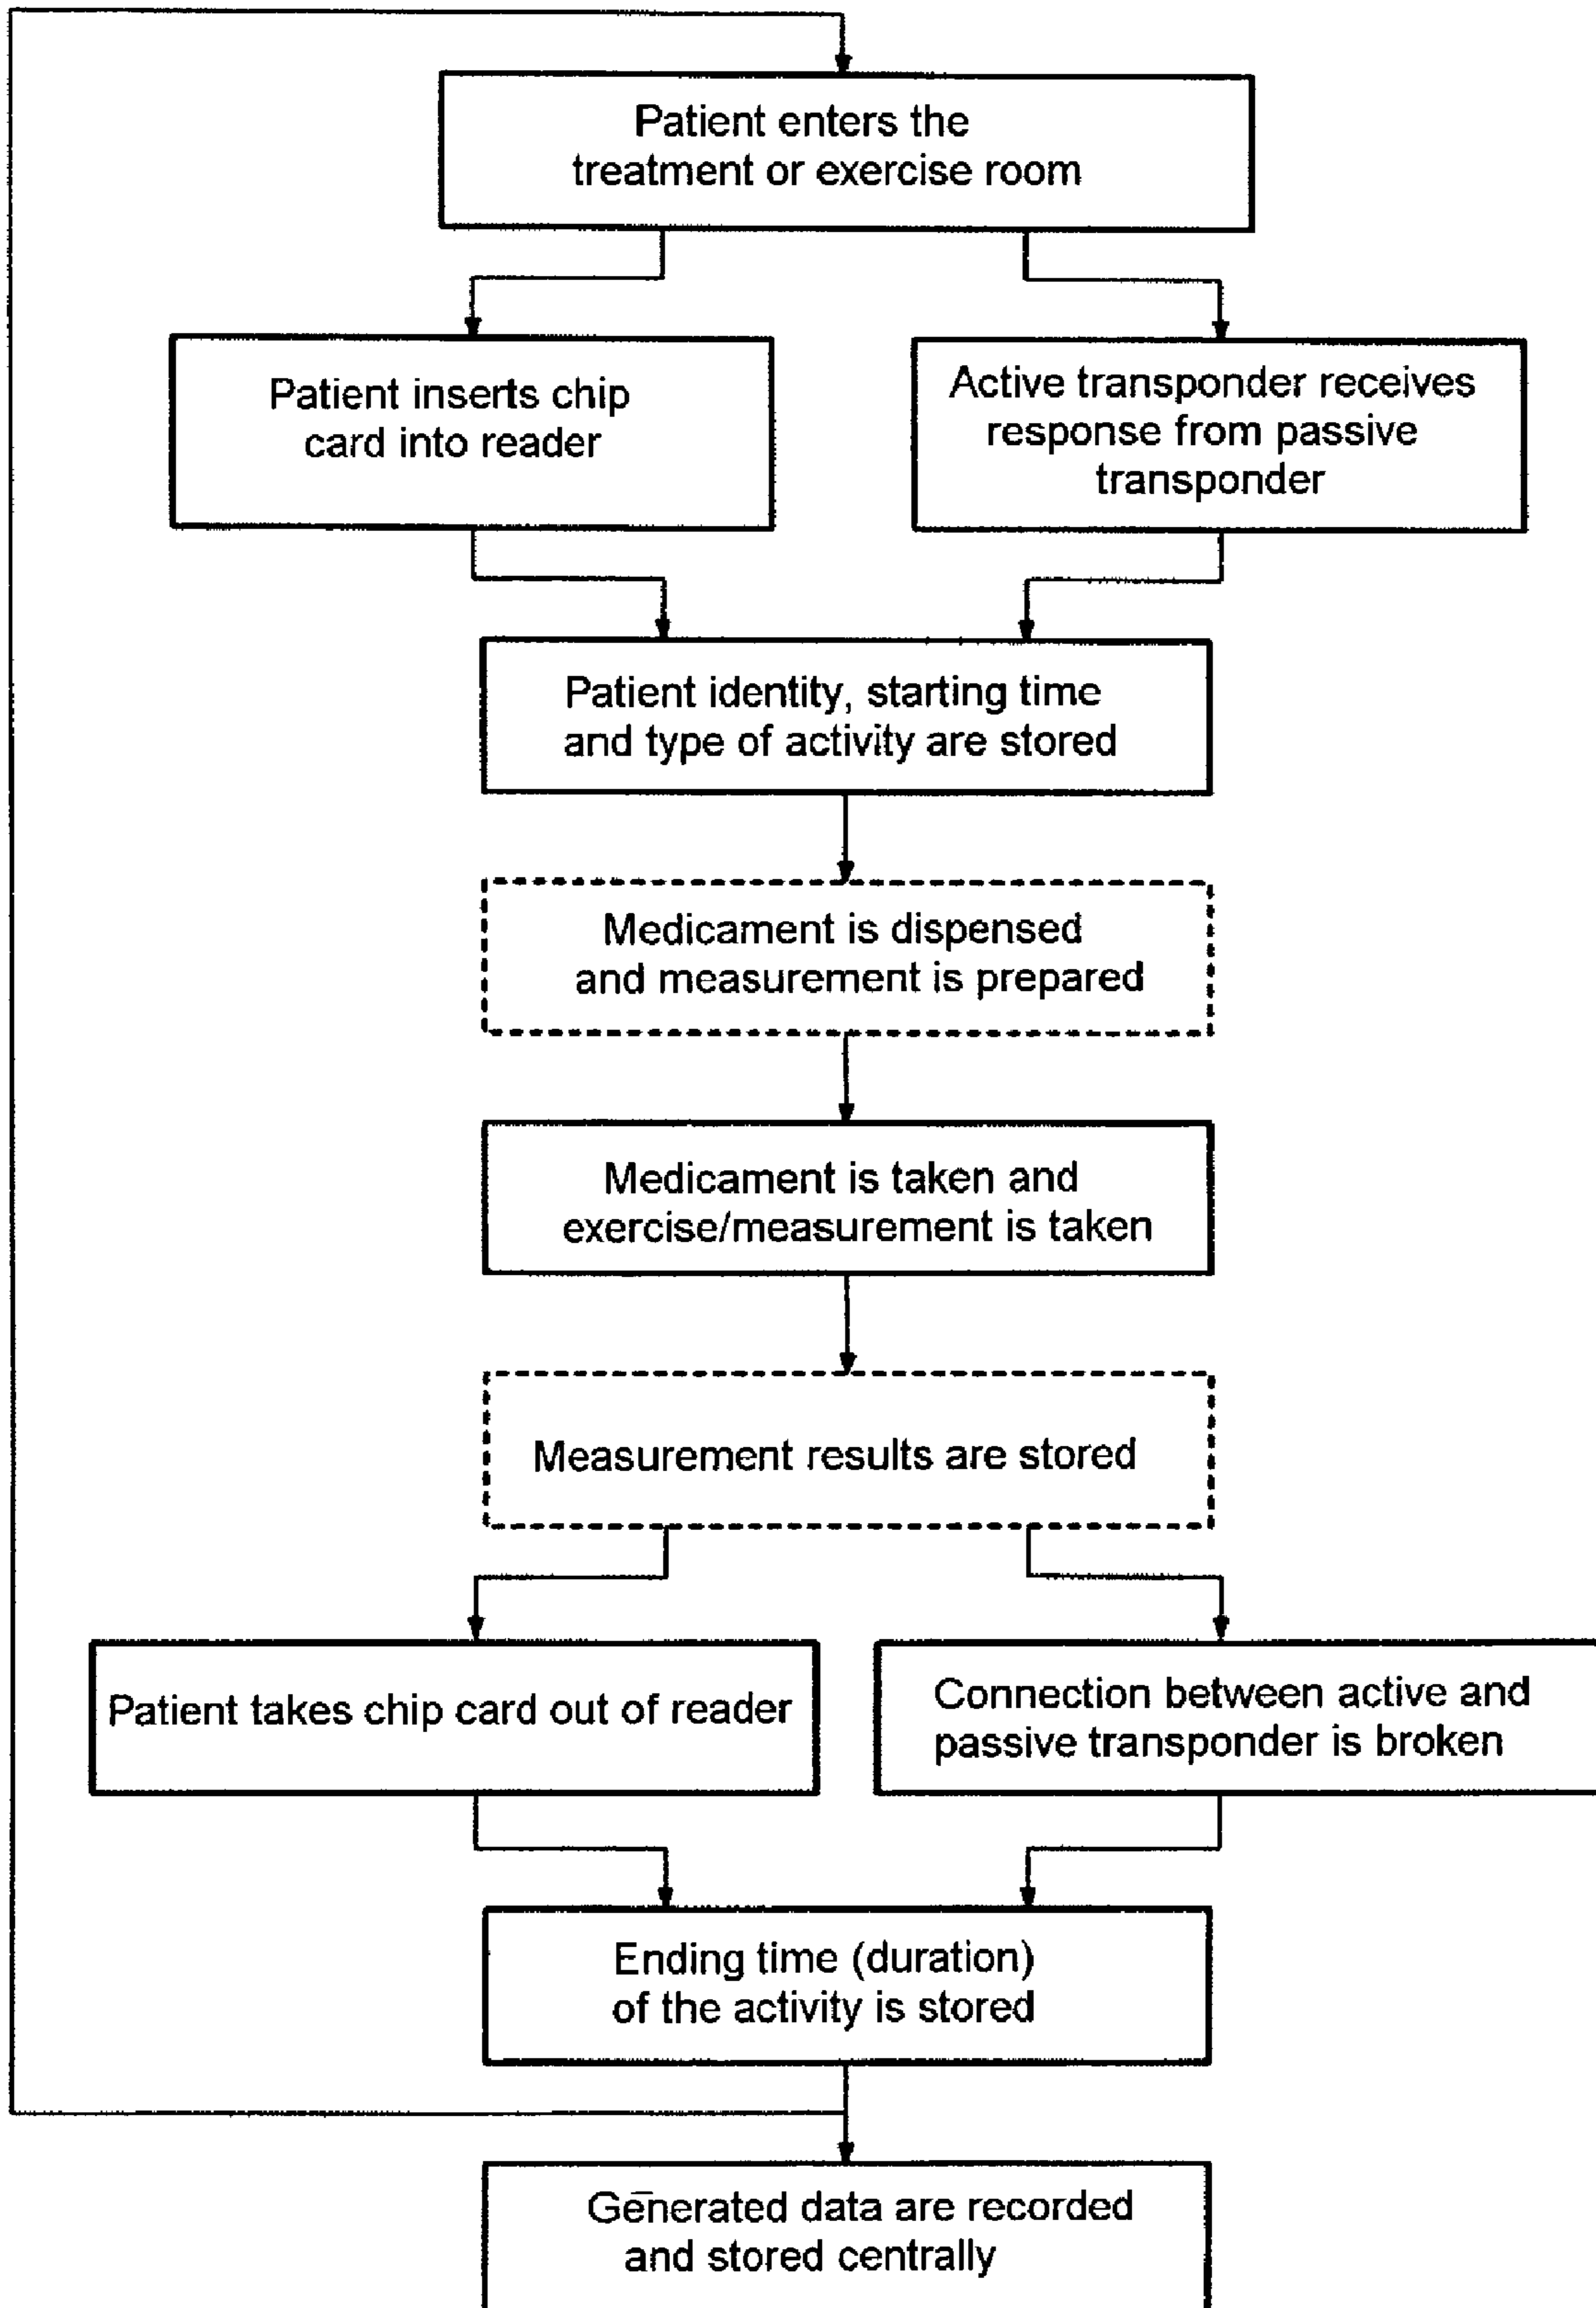 Patient enters the
treatment or exercise room
Patient inserts chip
card into reader
Active transponder receives
response from passive
transponder
Patient identity, starting time
and type of activity are stored
Medicament is dispensed
and measurement is prepared
Medicament is taken and
exercise/measurement is taken
Measurement results are stored
Patient takes chip card out of reader
Connection between active and
passive transponder is broken
Ending time (duration)
of the activity is stored
Generated data are recorded
and stored centrally